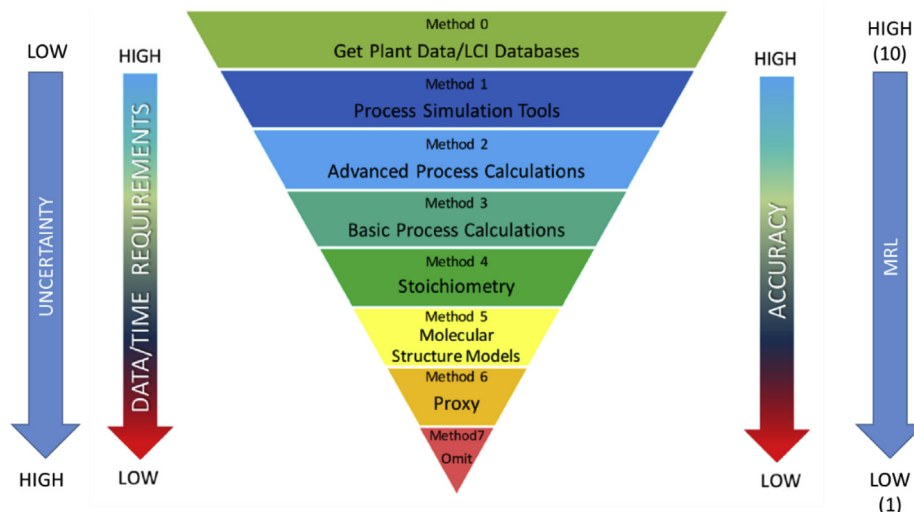 LOW
UNCERTAINTY
HIGH
HIGH
DATA/TIME REQUIREMENTS
LOW
Method 0
Get Plant Data/LCI Databases
Method 1
Process Simulation Tools
Method 2
Advanced Process Calculations
Method 3
Basic Process Calculations
Method 4
Stoichiometry
Method 5
Molecular
Structure Models
Method 6
Proxy
Method7
Omit
HIGH
ACCURACY
LOW
HIGH
(10)
MRL
LOW
(1)